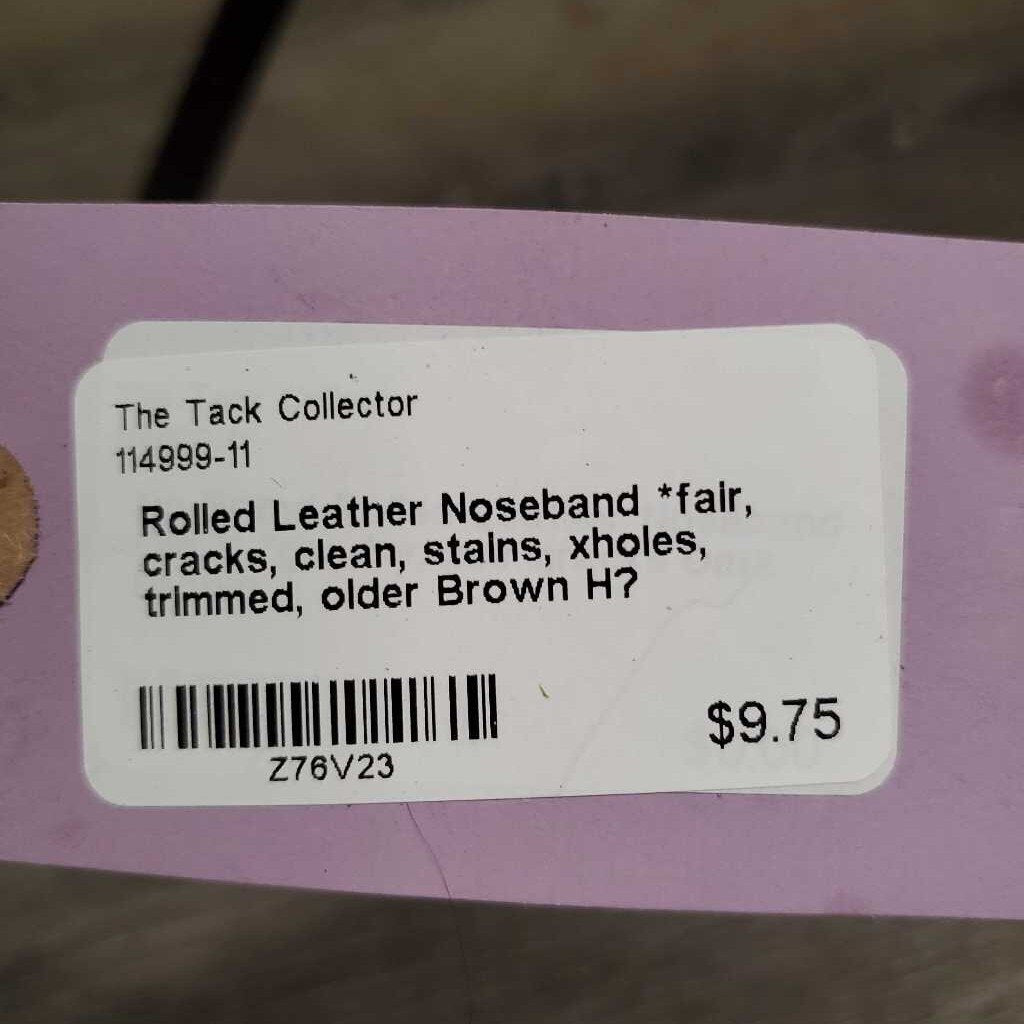 The Tack Collector
114999-11
Rolled Leather Noseband *fair,
cracks, clean, stains, xholes,
trimmed, older Brown H?
Z76V23
$9.75